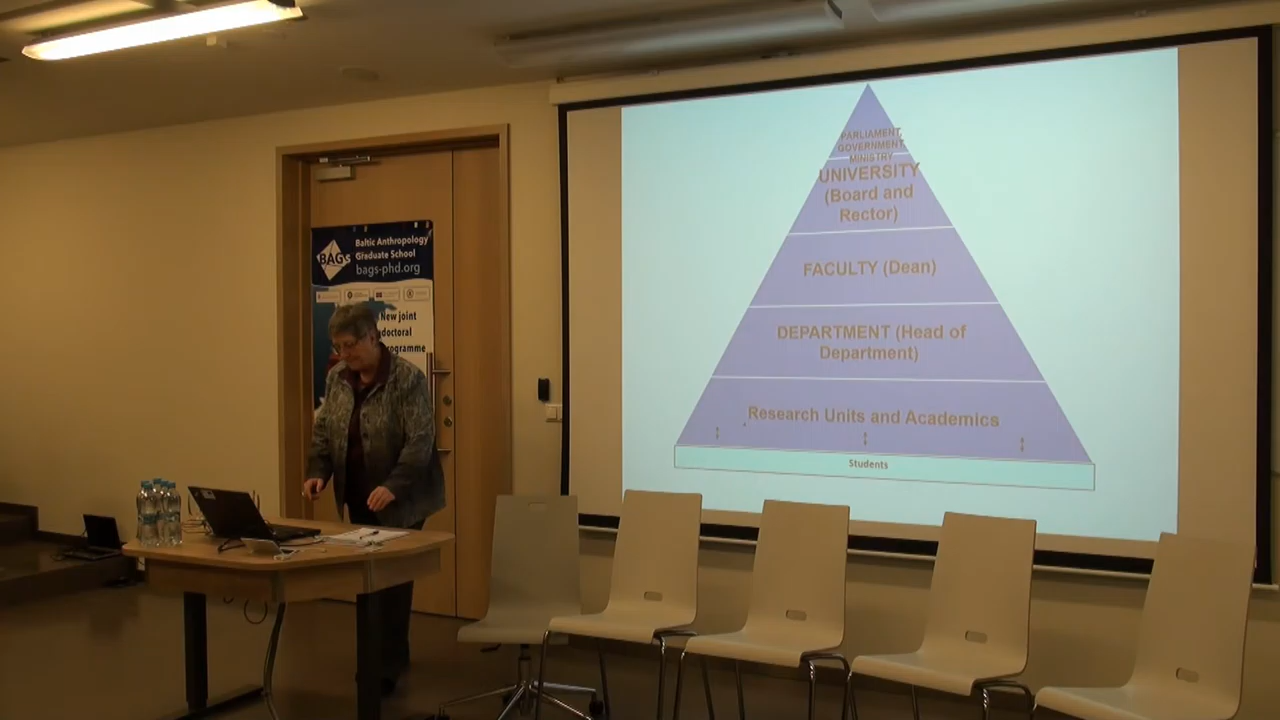 BAGs
Baltic Anthropology
Graduate School
bags-phd.org
New joint
doctoral
programme
PARLIAMENT,
GOVERNMENT,
MINISTRY
UNIVERSITY
(Board and
Rector)
FACULTY (Dean)
DEPARTMENT (Head of
Department)
Research Units and Academics
Students